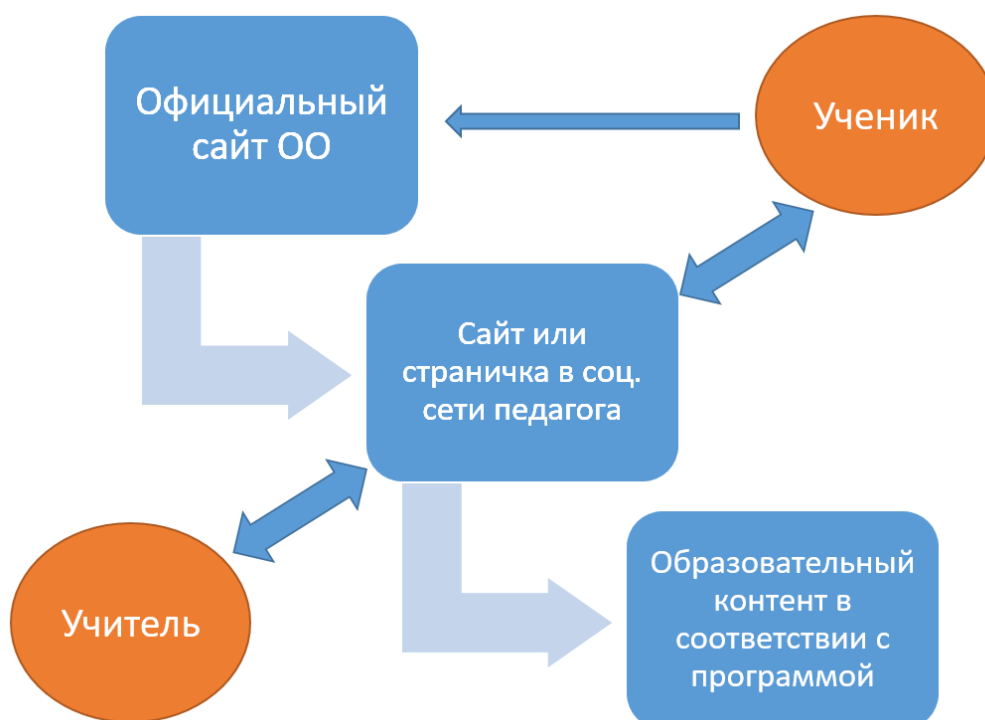 Официальный
сайт ОО
Ученик
Сайт или
страничка в соц.
сети педагога
Учитель
Образовательный
контент в
соответствии с
программой